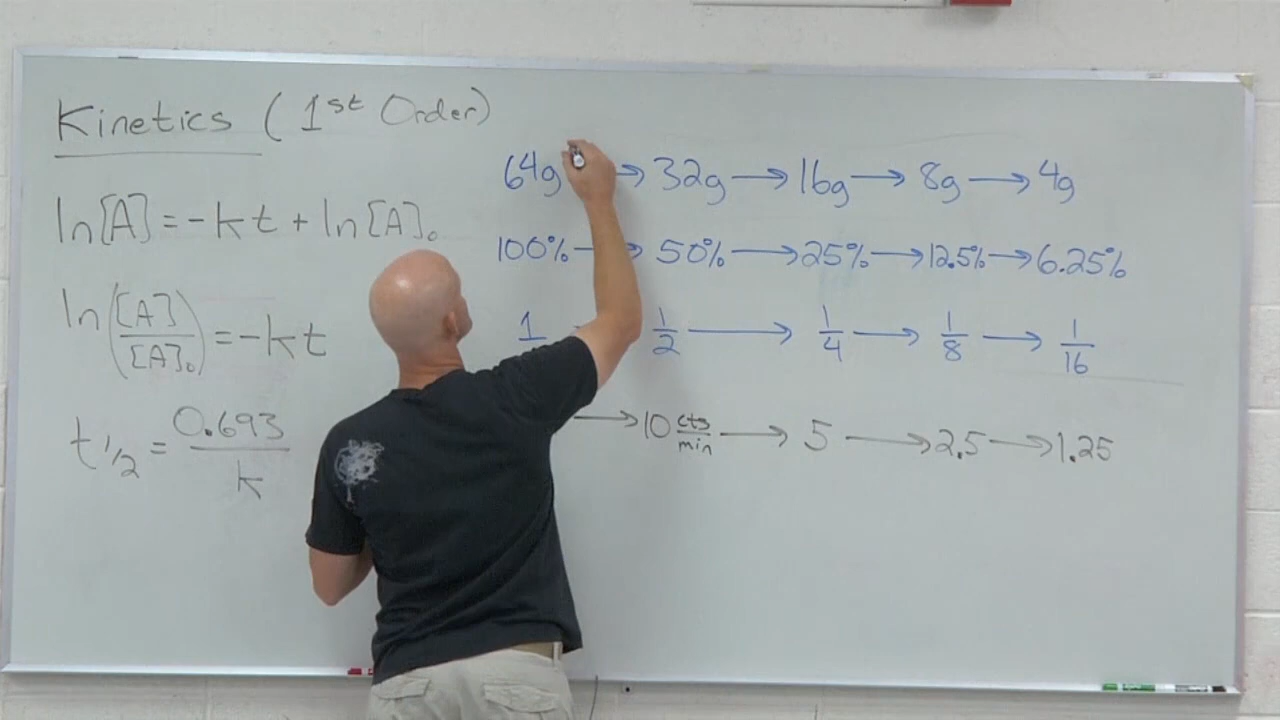 Kinetics (1st Order)
ln[A] = -kt + ln[A]₀
ln([A]/[A]₀) = -kt
t½ = 0.693/k
64g → 32g → 16g → 8g → 4g
100% → 50% → 25% → 12.5% → 6.25%
1 → 1/2 → 1/4 → 1/8 → 1/16
→ 10 cts/min → 5 → 2.5 → 1.25